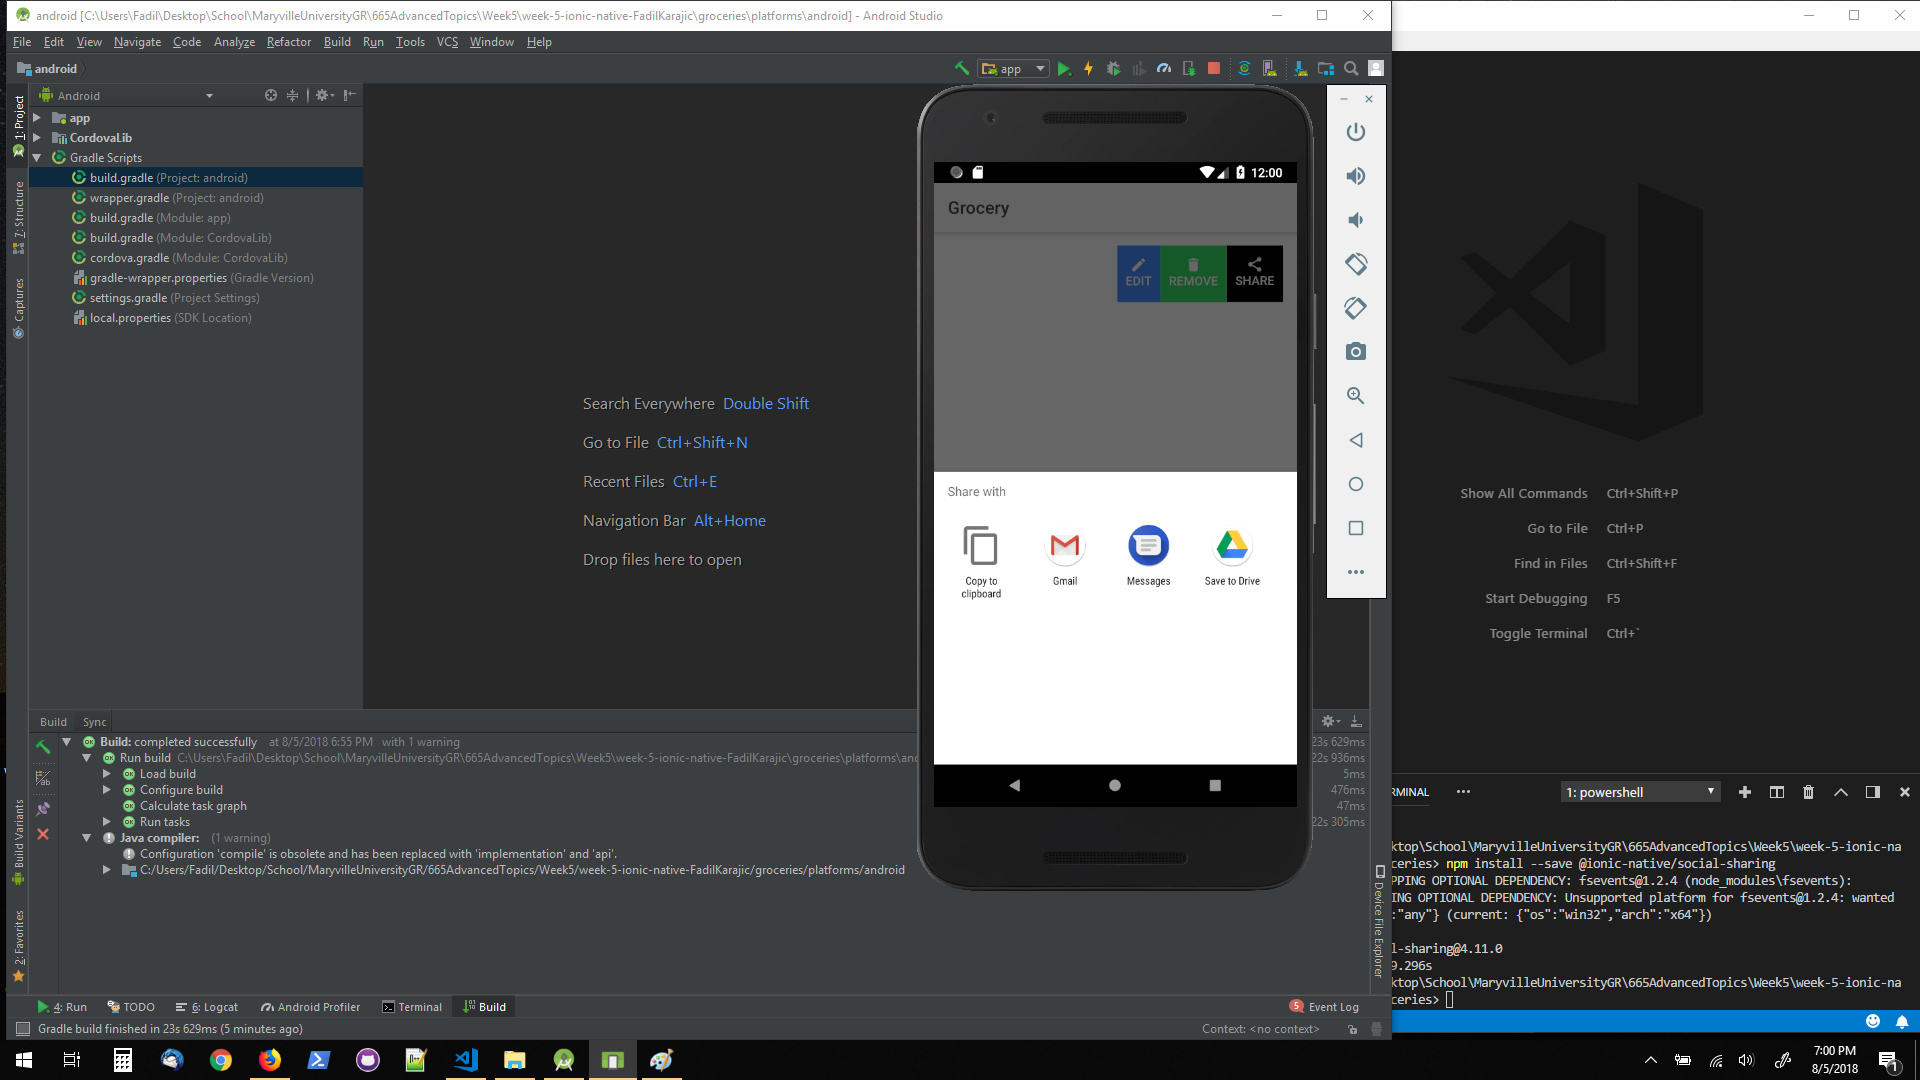 android [C:\Users\Fadil\Desktop\School\MaryvilleUniversityGR\665AdvancedTopics\Week5\week-5-ionic-native-FadilKarajic\groceries\platforms\android] - Android Studio
File Edit View Navigate Code Analyze Refactor Build Run Tools VCS Window Help
android
app
Android
1: Project
7: Structure
Captures
Build Variants
2: Favorites
app
CordovaLib
Gradle Scripts
build.gradle (Project: android)
wrapper.gradle (Project: android)
build.gradle (Module: app)
build.gradle (Module: CordovaLib)
cordova.gradle (Module: CordovaLib)
gradle-wrapper.properties (Gradle Version)
settings.gradle (Project Settings)
local.properties (SDK Location)
Search Everywhere Double Shift
Go to File Ctrl+Shift+N
Recent Files Ctrl+E
Navigation Bar Alt+Home
Drop files here to open
12:00
Grocery
EDIT REMOVE SHARE
Share with
Copy to clipboard
Gmail
Messages
Save to Drive
Show All Commands Ctrl+Shift+P
Go to File Ctrl+P
Find in Files Ctrl+Shift+F
Start Debugging F5
Toggle Terminal Ctrl+`
Build Sync
Build: completed successfully at 8/5/2018 6:55 PM with 1 warning 23s 629ms
Run build C:\Users\Fadil\Desktop\School\MaryvilleUniversityGR\665AdvancedTopics\Week5\week-5-ionic-native-FadilKarajic\groceries\platforms\and 22s 936ms
Load build 5ms
Configure build 476ms
Calculate task graph 47ms
Run tasks 22s 305ms
Java compiler: (1 warning)
Configuration 'compile' is obsolete and has been replaced with 'implementation' and 'api'.
C:/Users/Fadil/Desktop/School/MaryvilleUniversityGR/665AdvancedTopics/Week5/week-5-ionic-native-FadilKarajic/groceries/platforms/android
Device File Explorer
4: Run TODO 6: Logcat Android Profiler Terminal Build 5 Event Log
Gradle build finished in 23s 629ms (5 minutes ago) Context: <no context>
RMINAL 1: powershell
ktop\School\MaryvilleUniversityGR\665AdvancedTopics\Week5\week-5-ionic-na
ceries> npm install --save @ionic-native/social-sharing
PPING OPTIONAL DEPENDENCY: fsevents@1.2.4 (node_modules\fsevents):
ING OPTIONAL DEPENDENCY: Unsupported platform for fsevents@1.2.4: wanted
:"any"} (current: {"os":"win32","arch":"x64"})
l-sharing@4.11.0
9.296s
ktop\School\MaryvilleUniversityGR\665AdvancedTopics\Week5\week-5-ionic-na
ceries>
7:00 PM
8/5/2018
1